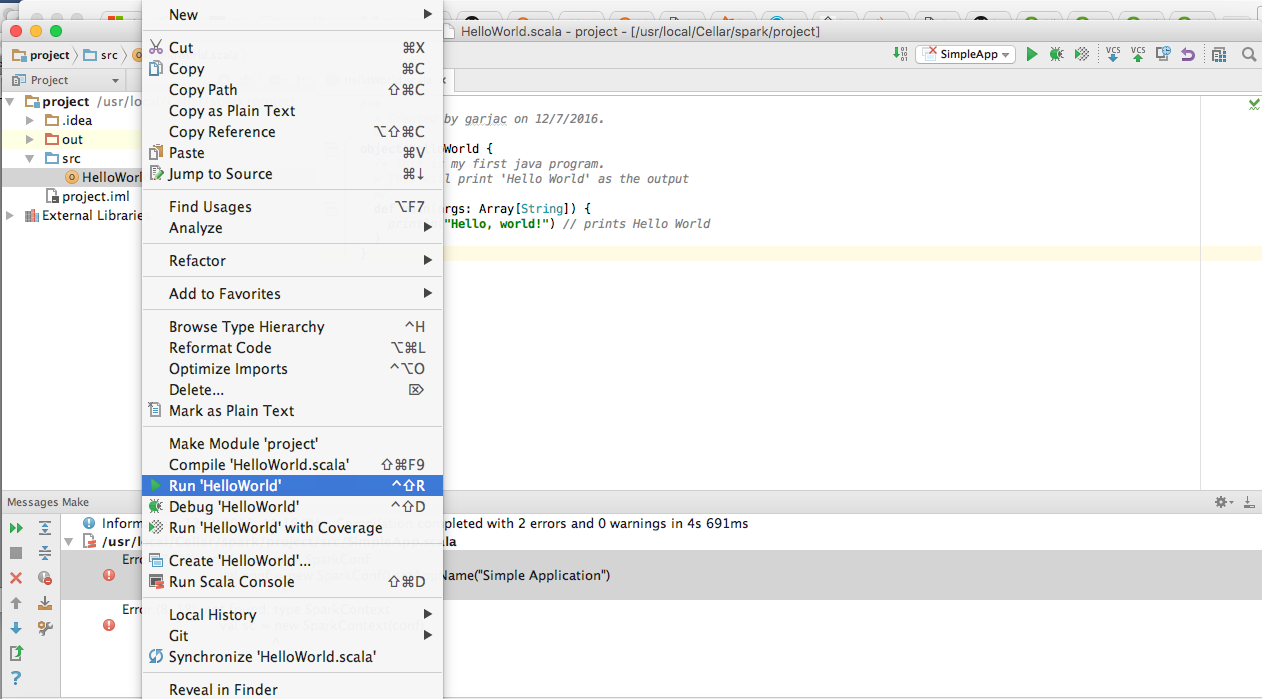 HelloWorld.scala - project - [/usr/local/Cellar/spark/project]
project
src
SimpleApp
VCS
VCS
Project
project /usr/lo
.idea
out
src
HelloWorl
project.iml
External Librarie
New
Cut ⌘X
Copy ⌘C
Copy Path ⇧⌘C
Copy as Plain Text
Copy Reference ⌥⇧⌘C
Paste ⌘V
Jump to Source ⌘↓
Find Usages ⌥F7
Analyze
Refactor
Add to Favorites
Browse Type Hierarchy ^H
Reformat Code ⌥⌘L
Optimize Imports ^⌥O
Delete... ⌦
Mark as Plain Text
Make Module 'project'
Compile 'HelloWorld.scala' ⇧⌘F9
Run 'HelloWorld' ^⇧R
Debug 'HelloWorld' ^⇧D
Run 'HelloWorld' with Coverage
Create 'HelloWorld'...
Run Scala Console ⇧⌘D
Local History
Git
Synchronize 'HelloWorld.scala'
Reveal in Finder
by garjac on 12/7/2016.
oWorld {
my first java program.
l print 'Hello World' as the output
rgs: Array[String]) {
"Hello, world!") // prints Hello World
}
Messages Make
Inform
completed with 2 errors and 0 warnings in 4s 691ms
/usr/l
.scala
Erro
Name("Simple Application")
Erro